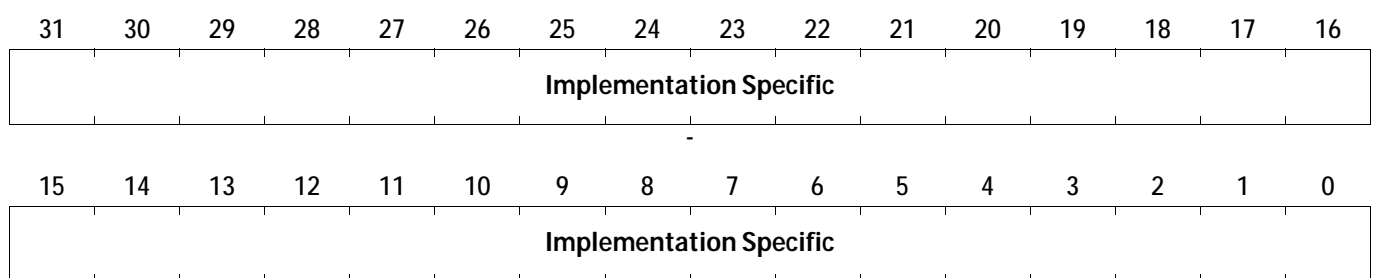 31 30 29 28 27 26 25 24 23 22 21 20 19 18 17 16
Implementation Specific
-
15 14 13 12 11 10 9 8 7 6 5 4 3 2 1 0
Implementation Specific